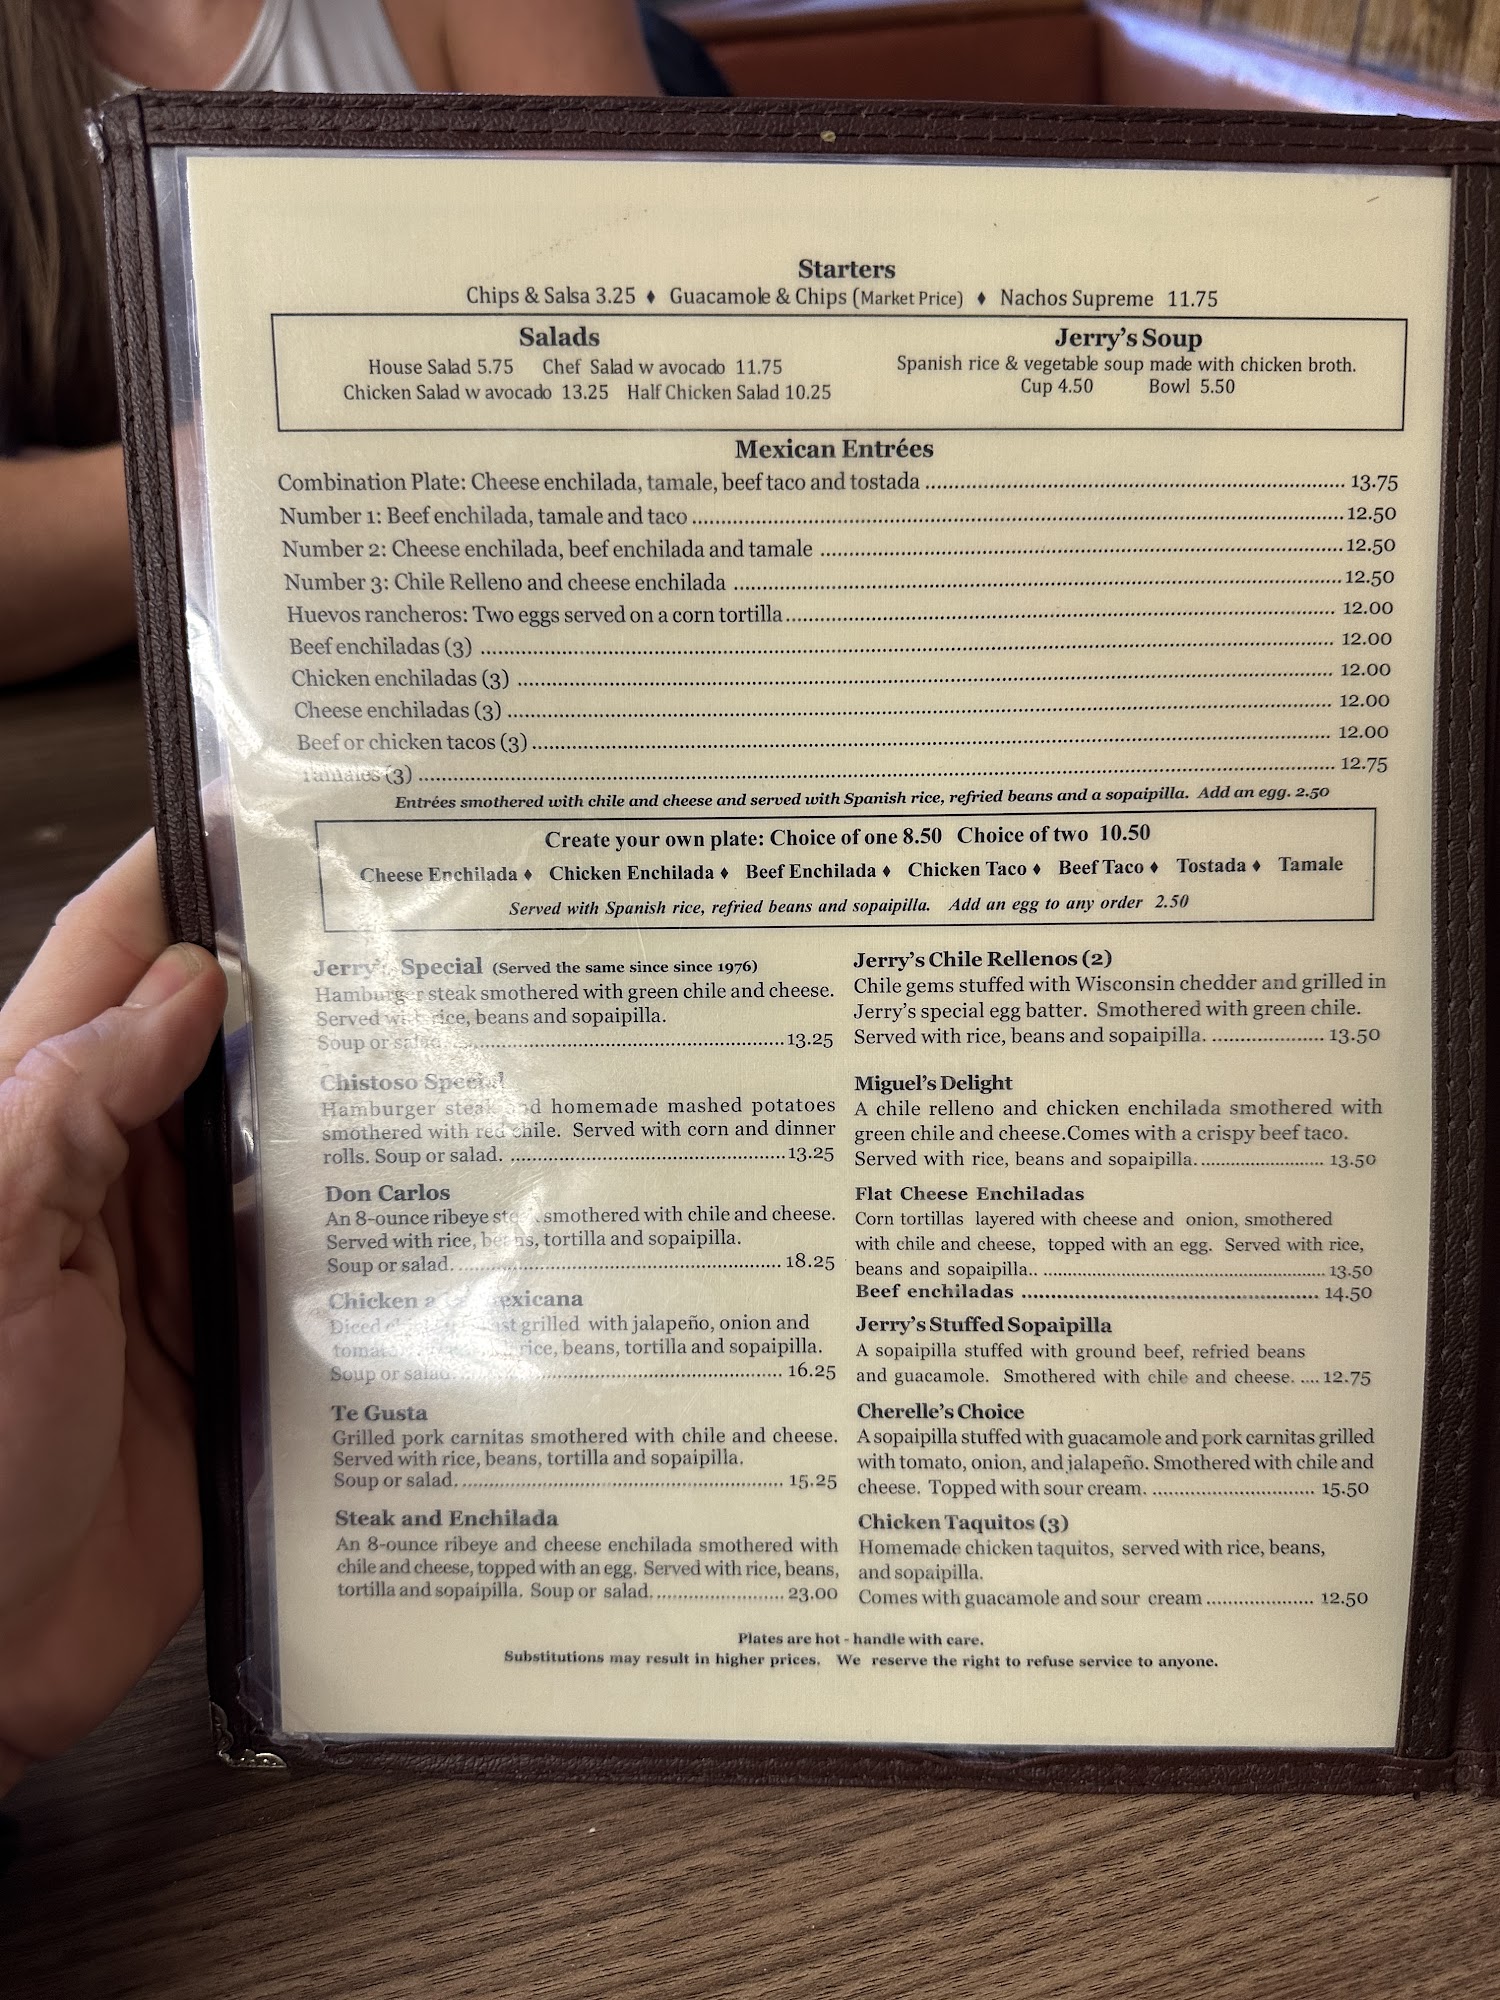 Starters
Chips & Salsa 3.25 ♦ Guacamole & Chips (Market Price) ♦ Nachos Supreme 11.75
Salads
House Salad 5.75 Chef Salad w avocado 11.75
Chicken Salad w avocado 13.25 Half Chicken Salad 10.25
Jerry's Soup
Spanish rice & vegetable soup made with chicken broth.
Cup 4.50 Bowl 5.50
Mexican Entrées
Combination Plate: Cheese enchilada, tamale, beef taco and tostada ... 13.75
Number 1: Beef enchilada, tamale and taco ... 12.50
Number 2: Cheese enchilada, beef enchilada and tamale ... 12.50
Number 3: Chile Relleno and cheese enchilada ... 12.50
Huevos rancheros: Two eggs served on a corn tortilla ... 12.00
Beef enchiladas (3) ... 12.00
Chicken enchiladas (3) ... 12.00
Cheese enchiladas (3) ... 12.00
Beef or chicken tacos (3) ... 12.00
Tamales (3) ... 12.75
Entrées smothered with chile and cheese and served with Spanish rice, refried beans and a sopaipilla. Add an egg. 2.50
Create your own plate: Choice of one 8.50 Choice of two 10.50
Cheese Enchilada ♦ Chicken Enchilada ♦ Beef Enchilada ♦ Chicken Taco ♦ Beef Taco ♦ Tostada ♦ Tamale
Served with Spanish rice, refried beans and sopaipilla. Add an egg to any order 2.50
Jerry's Special (Served the same since since 1976)
Hamburger steak smothered with green chile and cheese.
Served with rice, beans and sopaipilla.
Soup or salad. ... 13.25
Chistoso Special
Hamburger steak and homemade mashed potatoes
smothered with red chile. Served with corn and dinner
rolls. Soup or salad. ... 13.25
Don Carlos
An 8-ounce ribeye steak smothered with chile and cheese.
Served with rice, beans, tortilla and sopaipilla.
Soup or salad. ... 18.25
Chicken a exicana
Diced grilled with jalapeño, onion and
rice, beans, tortilla and sopaipilla.
Soup or salad. ... 16.25
Te Gusta
Grilled pork carnitas smothered with chile and cheese.
Served with rice, beans, tortilla and sopaipilla.
Soup or salad. ... 15.25
Steak and Enchilada
An 8-ounce ribeye and cheese enchilada smothered with
chile and cheese, topped with an egg. Served with rice, beans,
tortilla and sopaipilla. Soup or salad. ... 23.00
Jerry's Chile Rellenos (2)
Chile gems stuffed with Wisconsin chedder and grilled in
Jerry's special egg batter. Smothered with green chile.
Served with rice, beans and sopaipilla. ... 13.50
Miguel's Delight
A chile relleno and chicken enchilada smothered with
green chile and cheese.Comes with a crispy beef taco.
Served with rice, beans and sopaipilla. ... 13.50
Flat Cheese Enchiladas
Corn tortillas layered with cheese and onion, smothered
with chile and cheese, topped with an egg. Served with rice,
beans and sopaipilla.. ... 13.50
Beef enchiladas ... 14.50
Jerry's Stuffed Sopaipilla
A sopaipilla stuffed with ground beef, refried beans
and guacamole. Smothered with chile and cheese. .... 12.75
Cherelle's Choice
A sopaipilla stuffed with guacamole and pork carnitas grilled
with tomato, onion, and jalapeño. Smothered with chile and
cheese. Topped with sour cream. ... 15.50
Chicken Taquitos (3)
Homemade chicken taquitos, served with rice, beans,
and sopaipilla.
Comes with guacamole and sour cream ... 12.50
Plates are hot - handle with care.
Substitutions may result in higher prices. We reserve the right to refuse service to anyone.